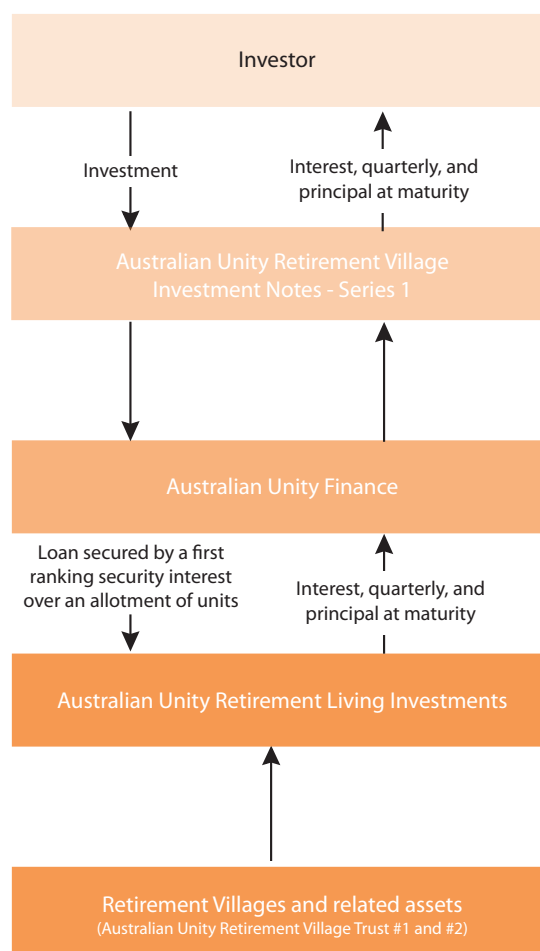 Investor
Investment
Interest, quarterly, and
principal at maturity
Australian Unity Retirement Village
Investment Notes - Series 1
Australian Unity Finance
Loan secured by a first
ranking security interest
over an allotment of units
Interest, quarterly, and
principal at maturity
Australian Unity Retirement Living Investments
Retirement Villages and related assets
(Australian Unity Retirement Village Trust #1 and #2)